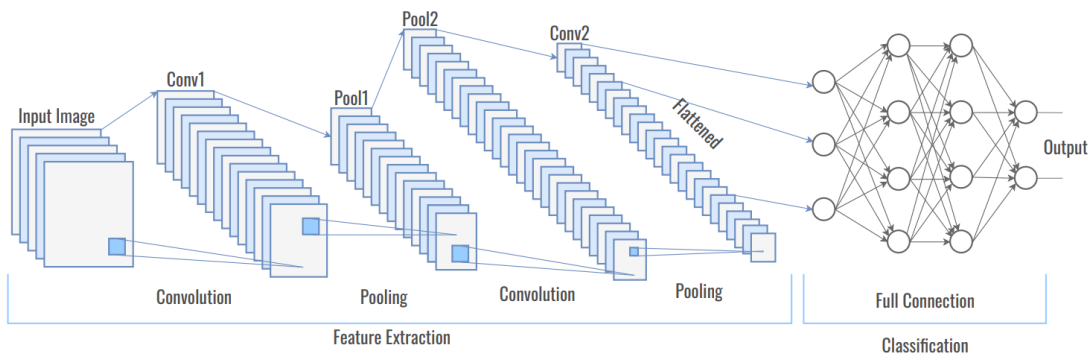 Pool2
Conv2
Conv1
Pool1
Input Image
Flattened
Output
Convolution
Pooling
Convolution
Pooling
Full Connection
Feature Extraction
Classification